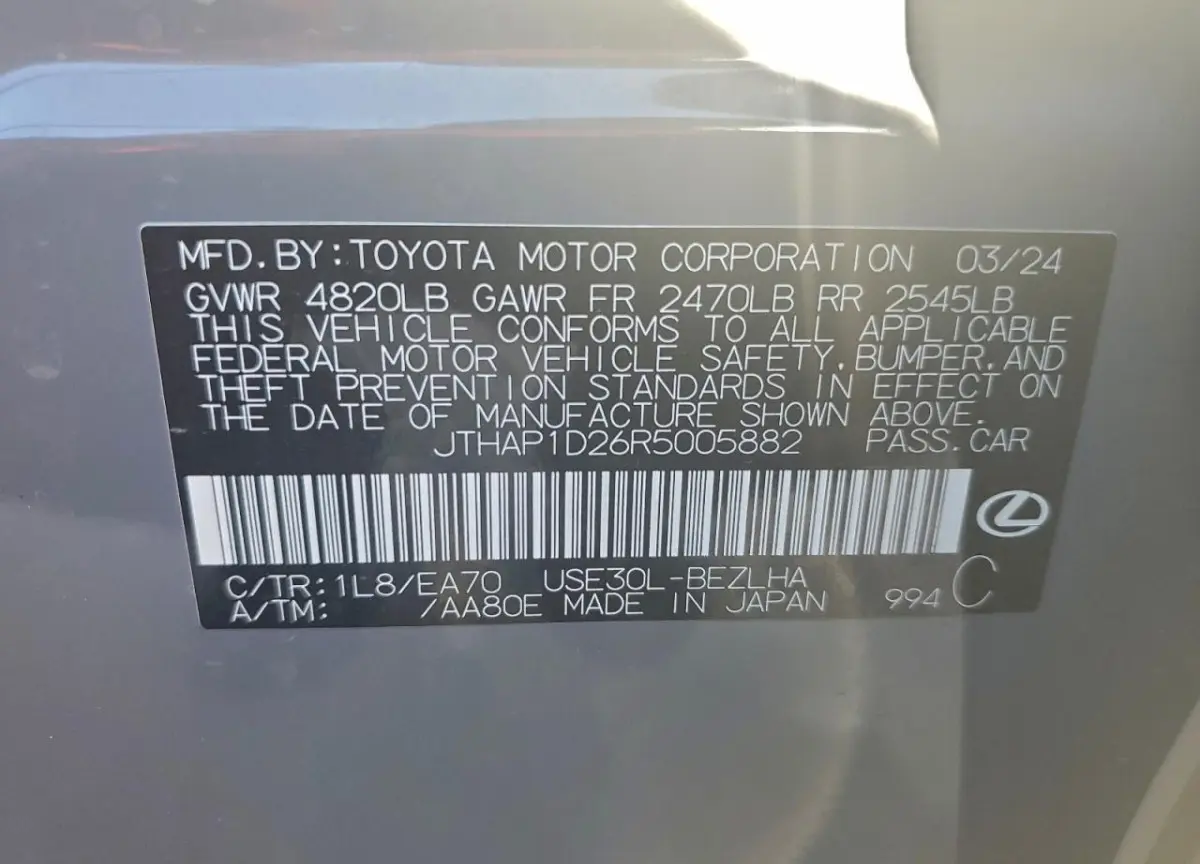 MFD.BY:TOYOTA MOTOR CORPORATION 03/24
GVWR 4820LB GAWR FR 2470LB RR 2545LB
THIS VEHICLE CONFORMS TO ALL APPLICABLE
FEDERAL MOTOR VEHICLE SAFETY,BUMPER,AND
THEFT PREVENTION STANDARDS IN EFFECT ON
THE DATE OF MANUFACTURE SHOWN ABOVE.
JTHAP1D26R5005882 PASS.CAR
C/TR:1L8/EA70 USE30L-BEZLHA
A/TM: /AA80E MADE IN JAPAN 994 C